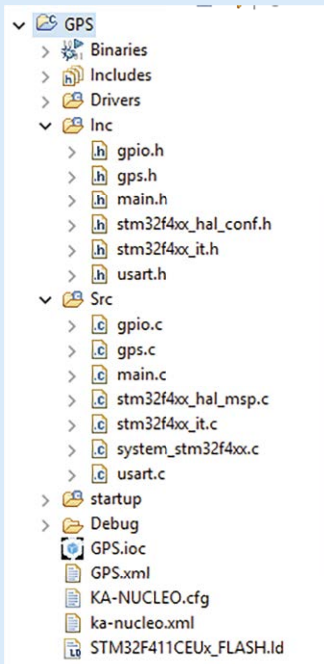 GPS
Binaries
Includes
Drivers
Inc
gpio.h
gps.h
main.h
stm32f4xx_hal_conf.h
stm32f4xx_it.h
usart.h
Src
gpio.c
gps.c
main.c
stm32f4xx_hal_msp.c
stm32f4xx_it.c
system_stm32f4xx.c
usart.c
startup
Debug
GPS.ioc
GPS.xml
KA-NUCLEO.cfg
ka-nucleo.xml
STM32F411CEUx_FLASH.ld